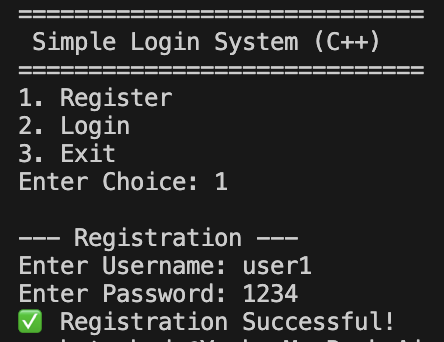 =============================
Simple Login System (C++)
=============================
1. Register
2. Login
3. Exit
Enter Choice: 1
--- Registration ---
Enter Username: user1
Enter Password: 1234
✅ Registration Successful!